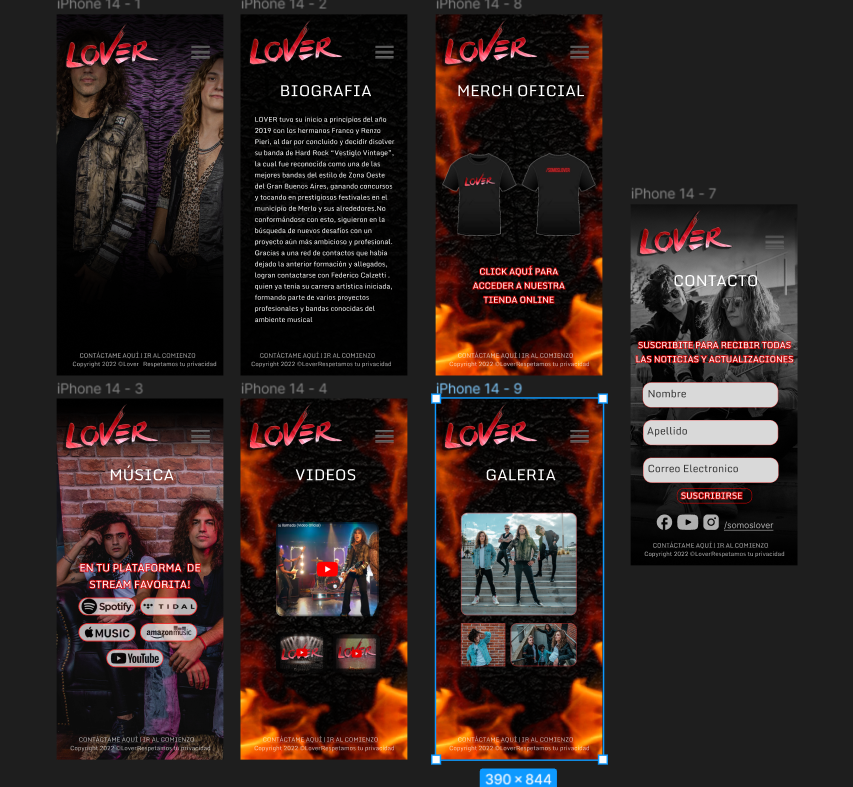 iPhone 14 - 1
LOVER
CONTÁCTAME AQUÍ | IR AL COMIENZO
Copyright 2022 ©Lover Respetamos tu privacidad
iPhone 14 - 2
LOVER
BIOGRAFIA
LOVER tuvo su inicio a principios del año
2019 con los hermanos Franco y Renzo
Pieri, al dar por concluido y decidir disolver
su banda de Hard Rock “Vestiglo Vintage”,
la cual fue reconocida como una de las
mejores bandas del estilo de Zona Oeste
del Gran Buenos Aires, ganando concursos
y tocando en prestigiosos festivales en el
municipio de Merlo y sus alrededores.No
conformándose con esto, siguieron en la
búsqueda de nuevos desafíos con un
proyecto aún más ambicioso y profesional.
Gracias a una red de contactos que había
dejado la anterior formación y allegados,
logran contactarse con Federico Calzetti .
quien ya tenía su carrera artística iniciada,
formando parte de varios proyectos
profesionales y bandas conocidas del
ambiente musical
CONTÁCTAME AQUÍ | IR AL COMIENZO
Copyright 2022 ©LoverRespetamos tu privacidad
iPhone 14 - 8
LOVER
MERCH OFICIAL
LOVER
CLICK AQUÍ PARA
ACCEDER A NUESTRA
TIENDA ONLINE
CONTÁCTAME AQUÍ | IR AL COMIENZO
Copyright 2022 ©LoverRespetamos tu privacidad
iPhone 14 - 7
LOVER
CONTACTO
SUSCRIBITE PARA RECIBIR TODAS
LAS NOTICIAS Y ACTUALIZACIONES
Nombre
Apellido
Correo Electronico
SUSCRIBIRSE
/somoslover
CONTÁCTAME AQUÍ | IR AL COMIENZO
Copyright 2022 ©LoverRespetamos tu privacidad
iPhone 14 - 3
LOVER
MÚSICA
EN TU PLATAFORMA DE
STREAM FAVORITA!
Spotify TIDAL
MUSIC amazon music
YouTube
CONTÁCTAME AQUÍ | IR AL COMIENZO
Copyright 2022 ©LoverRespetamos tu privacidad
iPhone 14 - 4
LOVER
VIDEOS
llamado (Video Oficial)
LOVER LOVER
CONTÁCTAME AQUÍ | IR AL COMIENZO
Copyright 2022 ©LoverRespetamos tu privacidad
iPhone 14 - 9
LOVER
GALERIA
CONTÁCTAME AQUÍ | IR AL COMIENZO
Copyright 2022 ©LoverRespetamos tu privacidad
390 × 844